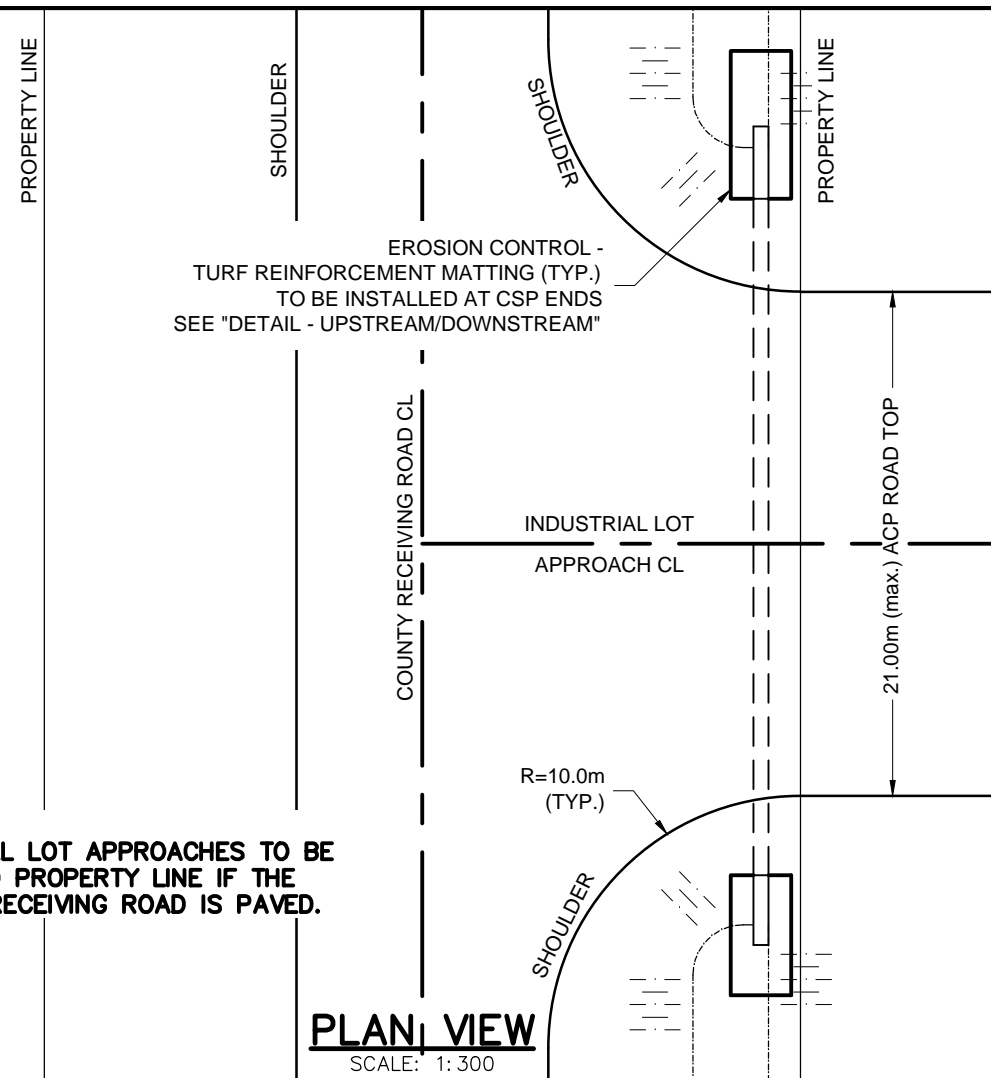 PROPERTY LINE
SHOULDER
SHOULDER
PROPERTY LINE
EROSION CONTROL -
TURF REINFORCEMENT MATTING (TYP.)
TO BE INSTALLED AT CSP ENDS
SEE "DETAIL - UPSTREAM/DOWNSTREAM"
COUNTY RECEIVING ROAD CL
INDUSTRIAL LOT
APPROACH CL
21.00m (max.) ACP ROAD TOP
R=10.0m
(TYP.)
LOT APPROACHES TO BE
PROPERTY LINE IF THE
RECEIVING ROAD IS PAVED.
SHOULDER
PLAN VIEW
SCALE: 1:300